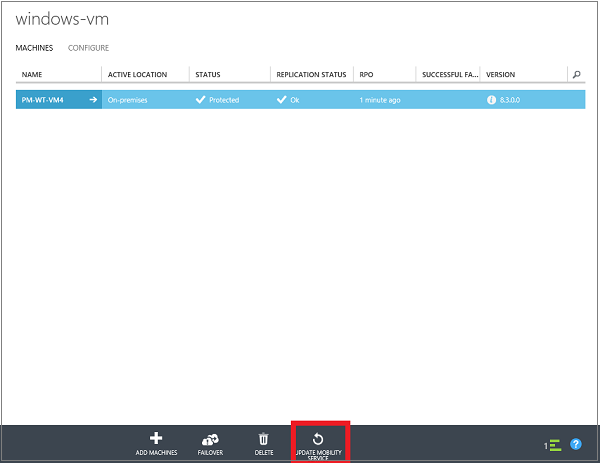 windows-vm
MACHINES CONFIGURE
NAME ACTIVE LOCATION STATUS REPLICATION STATUS RPO SUCCESSFUL FA... VERSION
PM-WT-VM4 On-premises Protected Ok 1 minute ago 8.3.0.0
ADD MACHINES FAILOVER DELETE UPDATE MOBILITY
SERVICE
1 ?